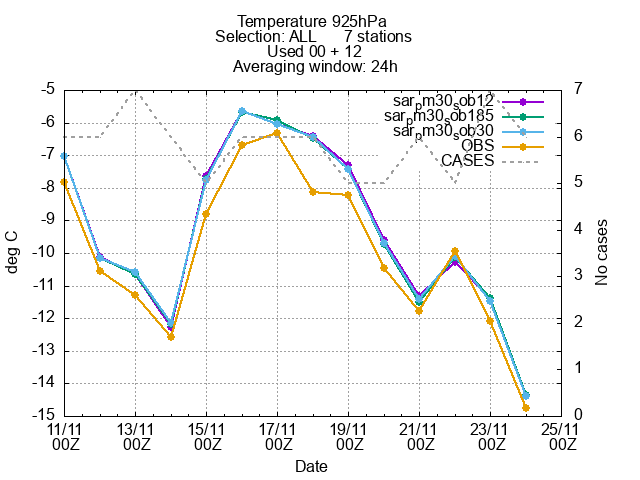 Temperature 925hPa
Selection: ALL 7 stations
Used 00 + 12
Averaging window: 24h
sar_pm30_sob12
sar_pm30_sob185
sar_pm30_sob30
OBS
CASES
-5
-6
-7
-8
-9
-10
-11
-12
-13
-14
-15
deg C
7
6
5
4
3
2
1
0
No cases
11/11 13/11 15/11 17/11 19/11 21/11 23/11 25/11
00Z 00Z 00Z 00Z 00Z 00Z 00Z 00Z
Date